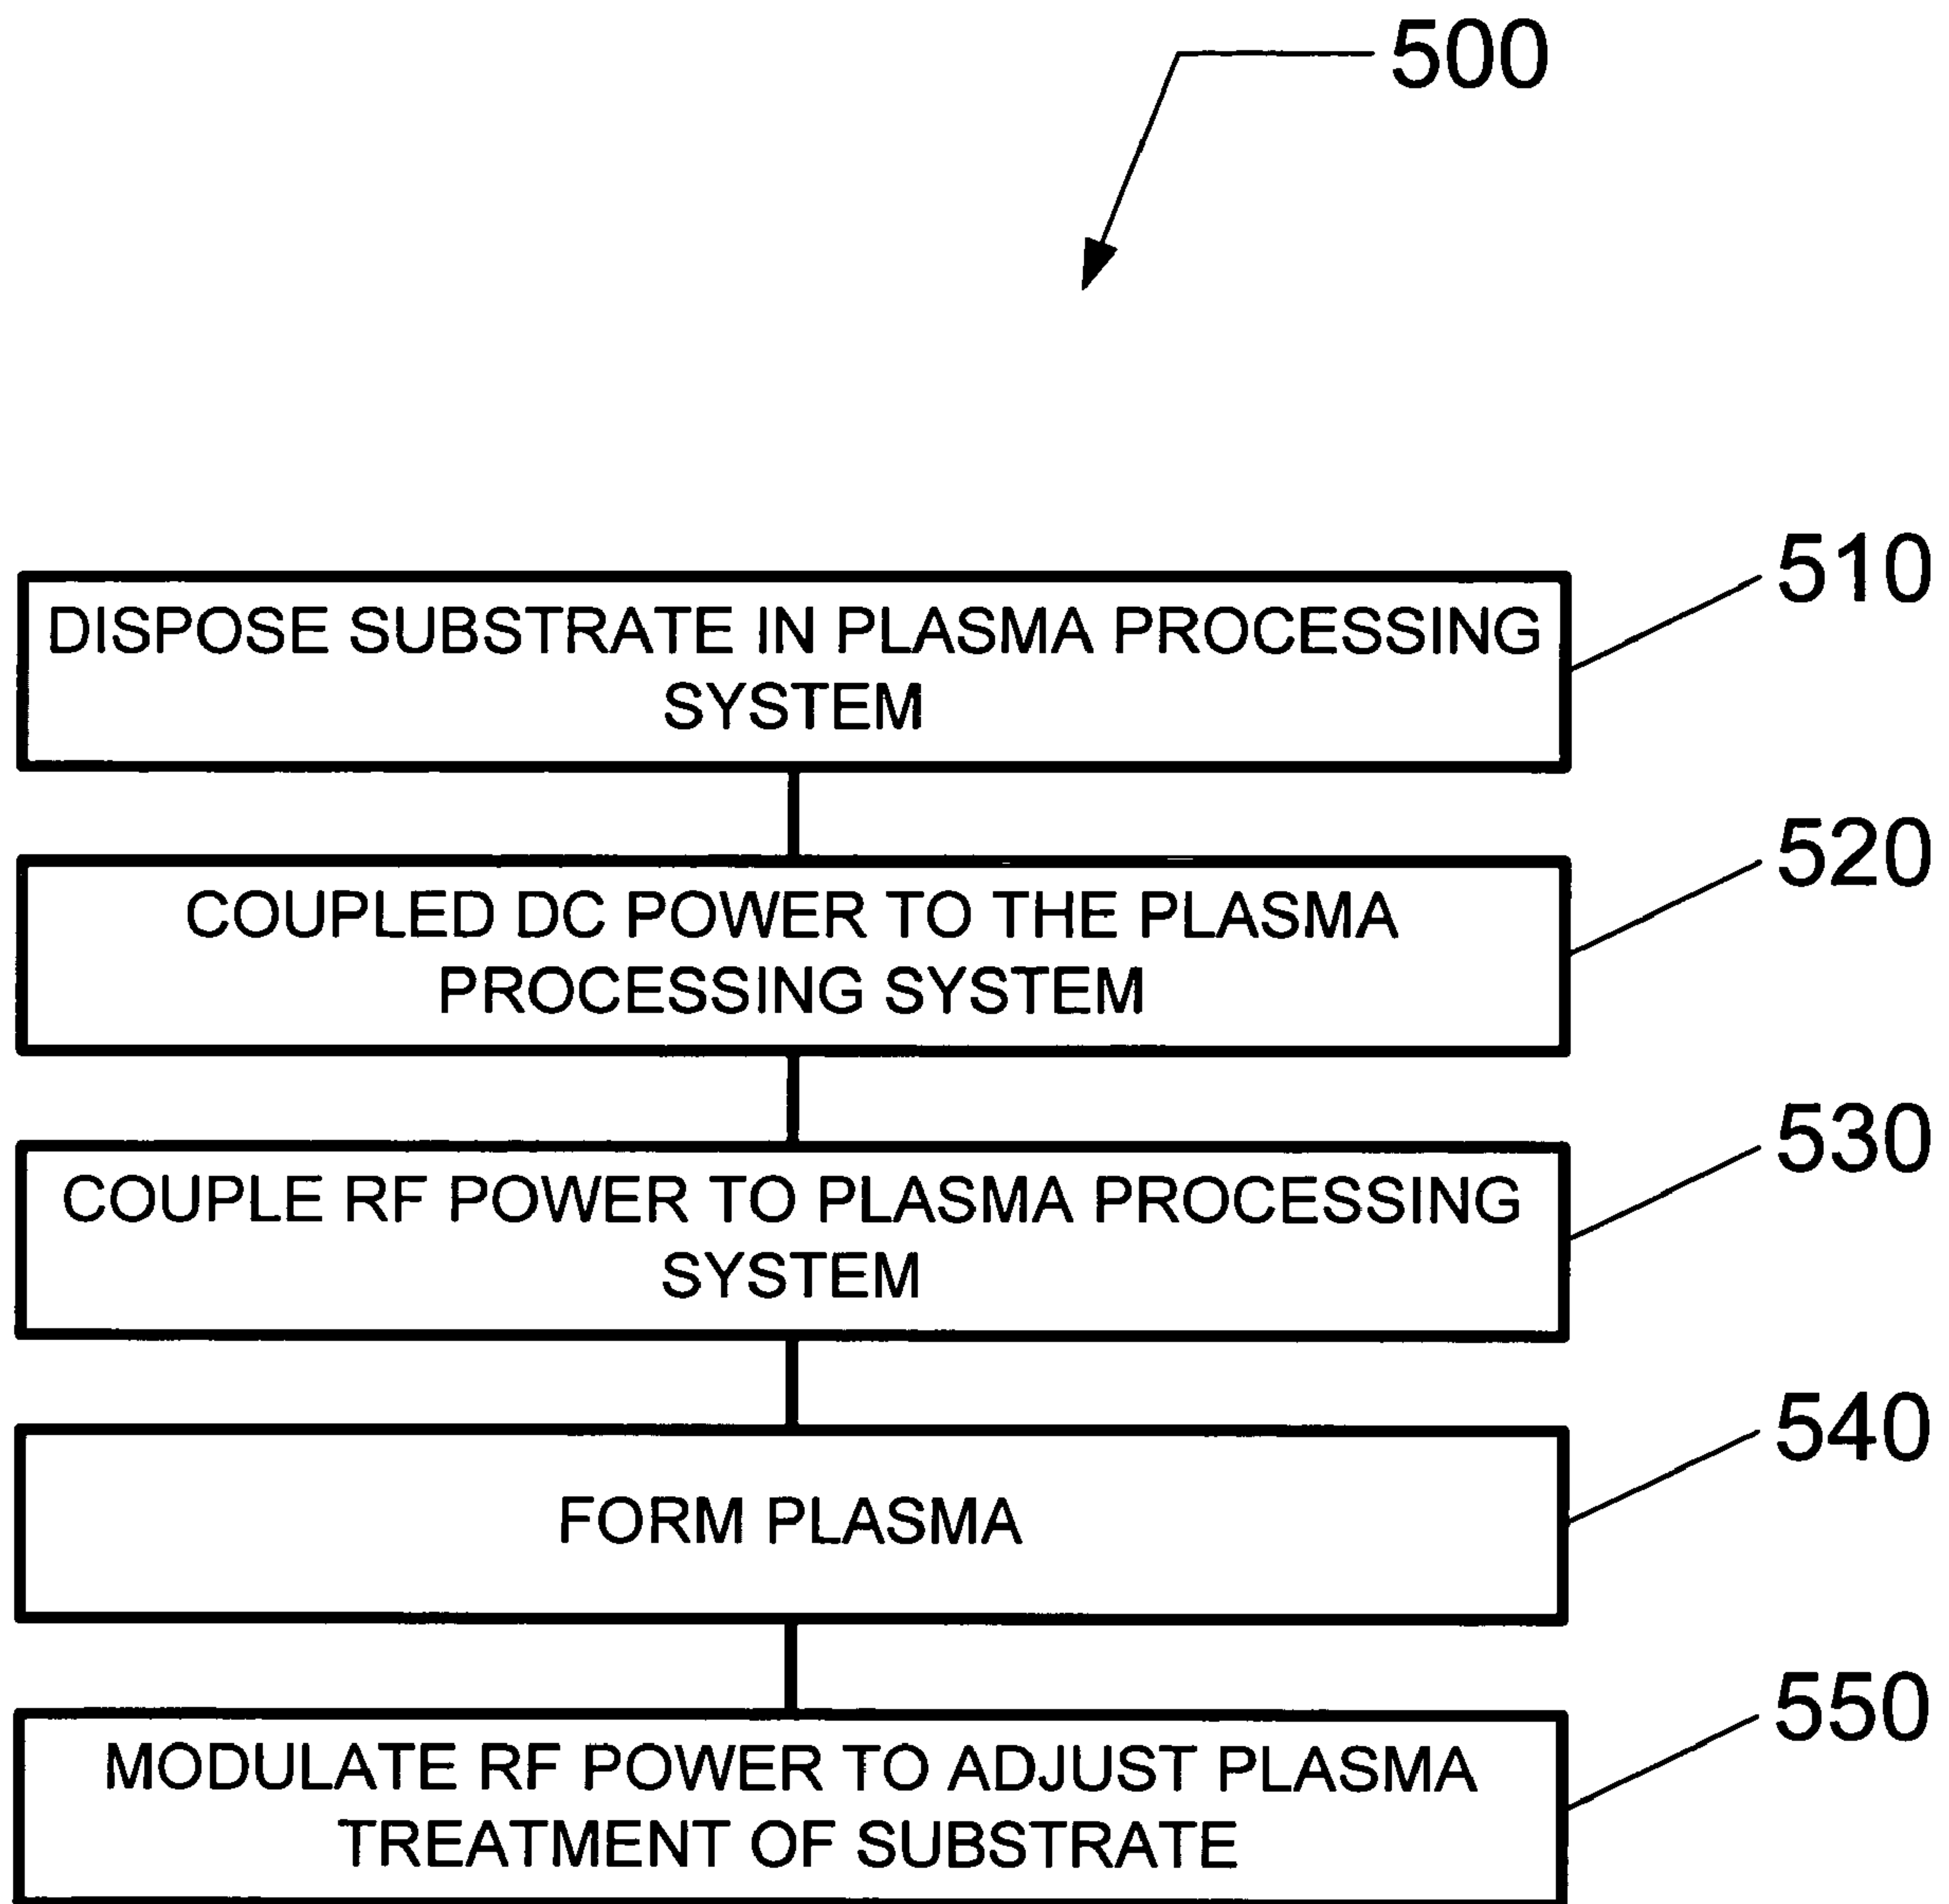 500
510
DISPOSE SUBSTRATE IN PLASMA PROCESSING
SYSTEM
520
COUPLED DC POWER TO THE PLASMA
PROCESSING SYSTEM
530
COUPLE RF POWER TO PLASMA PROCESSING
SYSTEM
540
FORM PLASMA
550
MODULATE RF POWER TO ADJUST PLASMA
TREATMENT OF SUBSTRATE